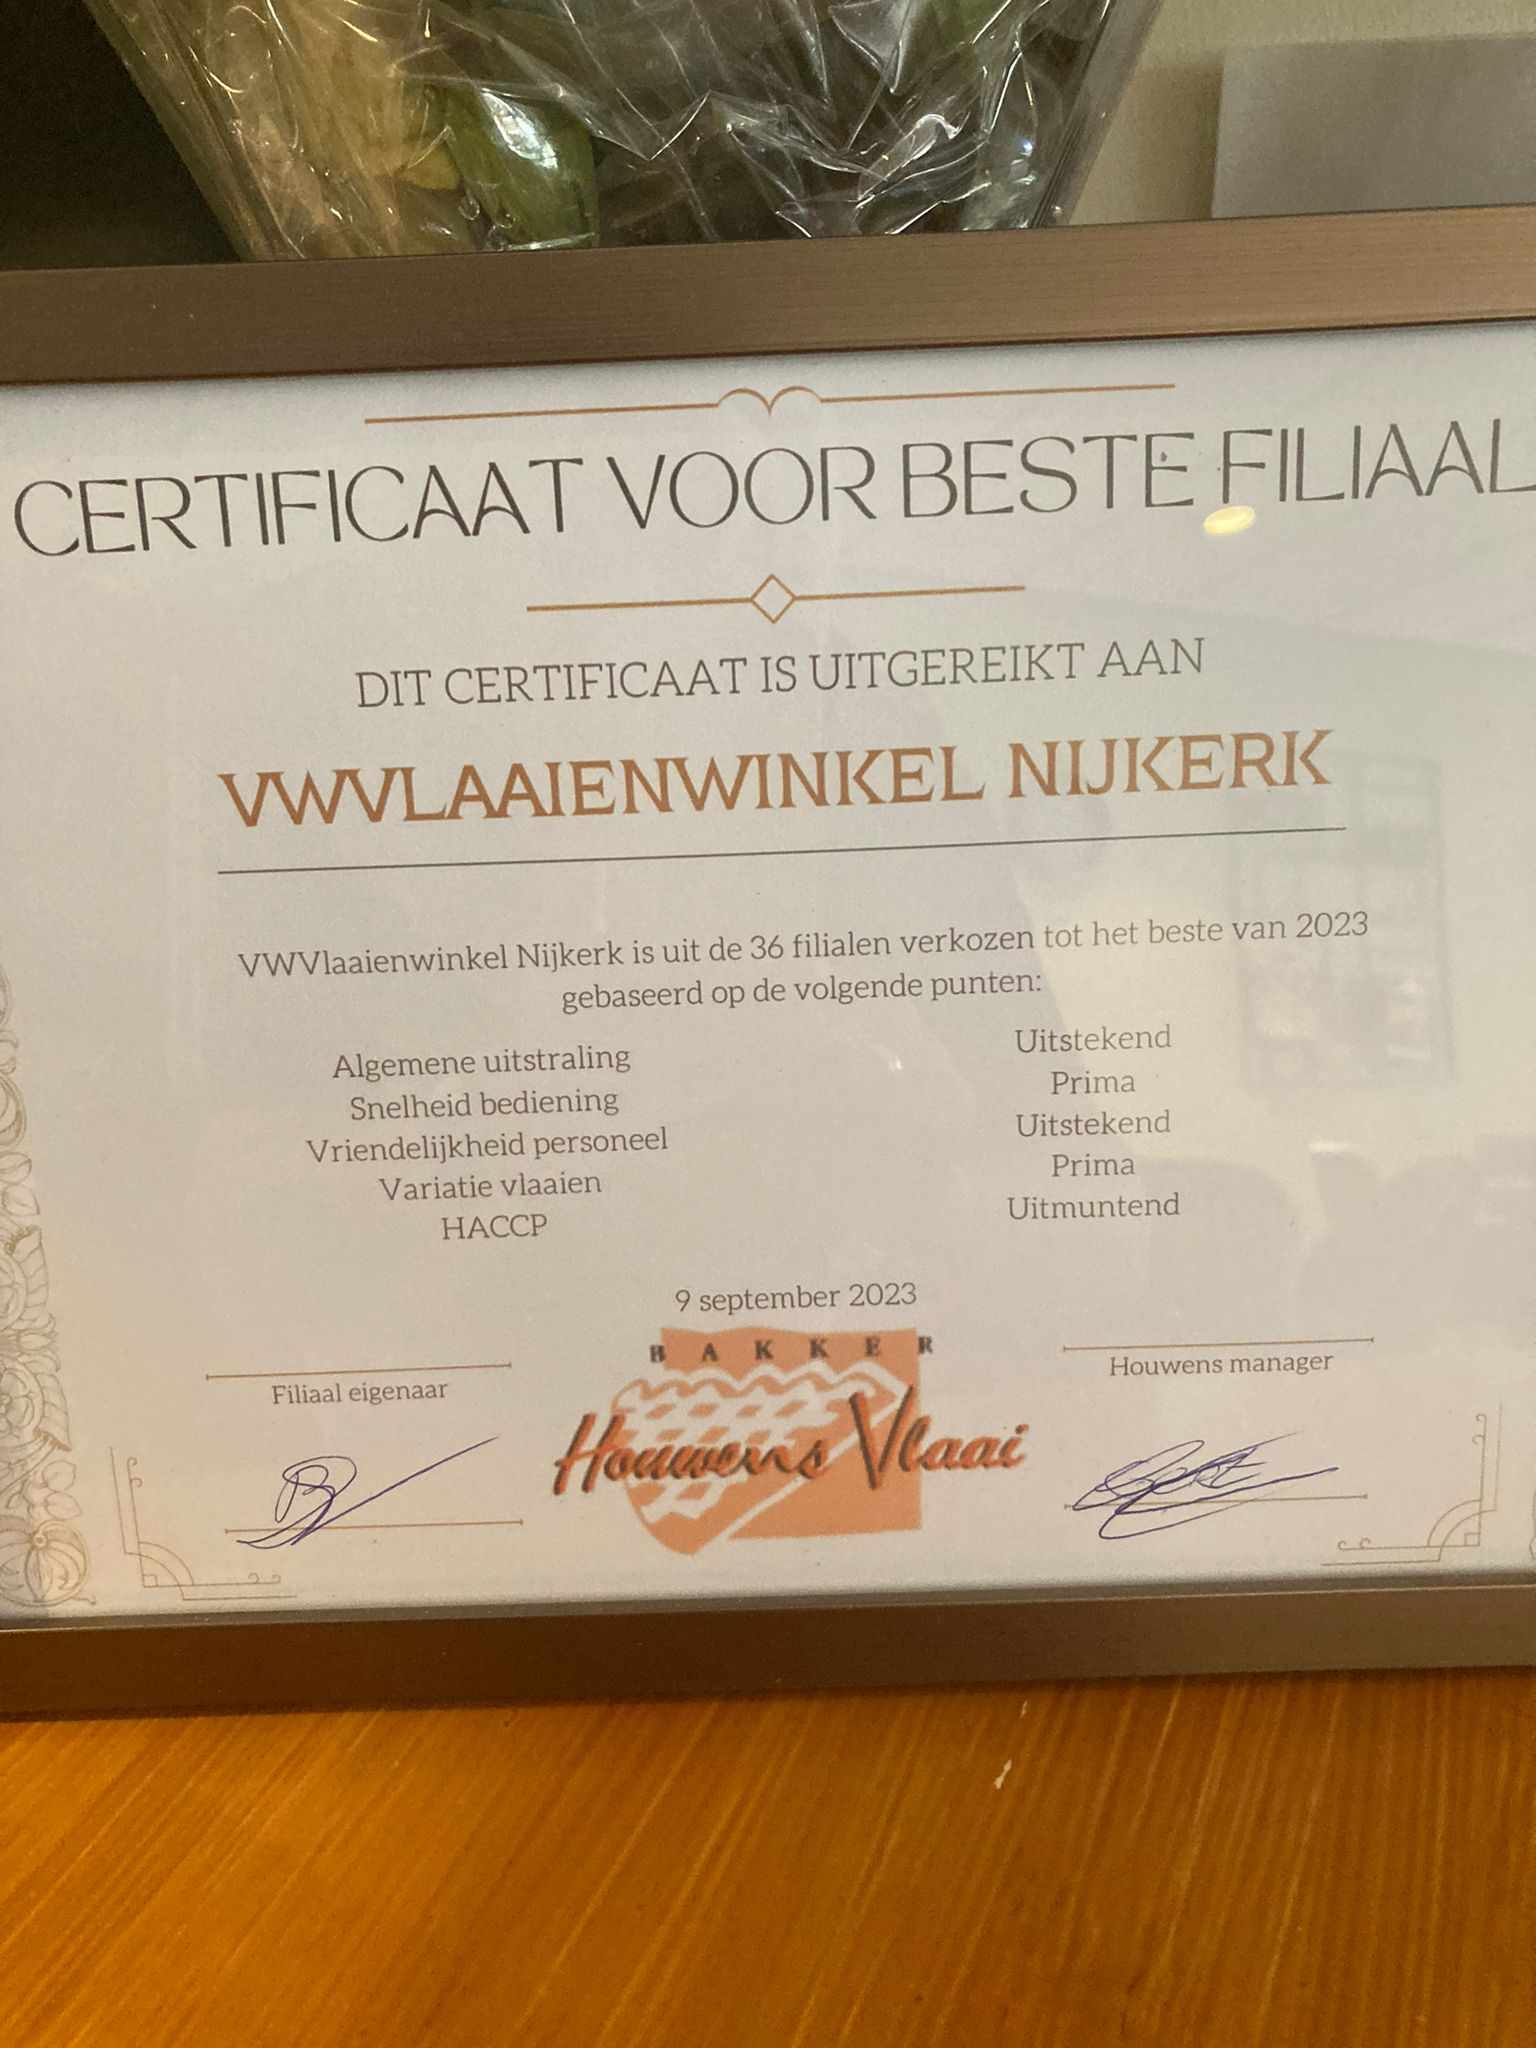 CERTIFICAAT VOOR BESTE FILIAAL
DIT CERTIFICAAT IS UITGEREIKT AAN
VWVLAAIENWINKEL NIJKERK
VWVlaaienwinkel Nijkerk is uit de 36 filialen verkozen tot het beste van 2023
gebaseerd op de volgende punten:
Algemene uitstraling Uitstekend
Snelheid bediening Prima
Vriendelijkheid personeel Uitstekend
Variatie vlaaien Prima
HACCP Uitmuntend
9 september 2023
BAKKER
Houwens Vlaai
Filiaal eigenaar
Houwens manager